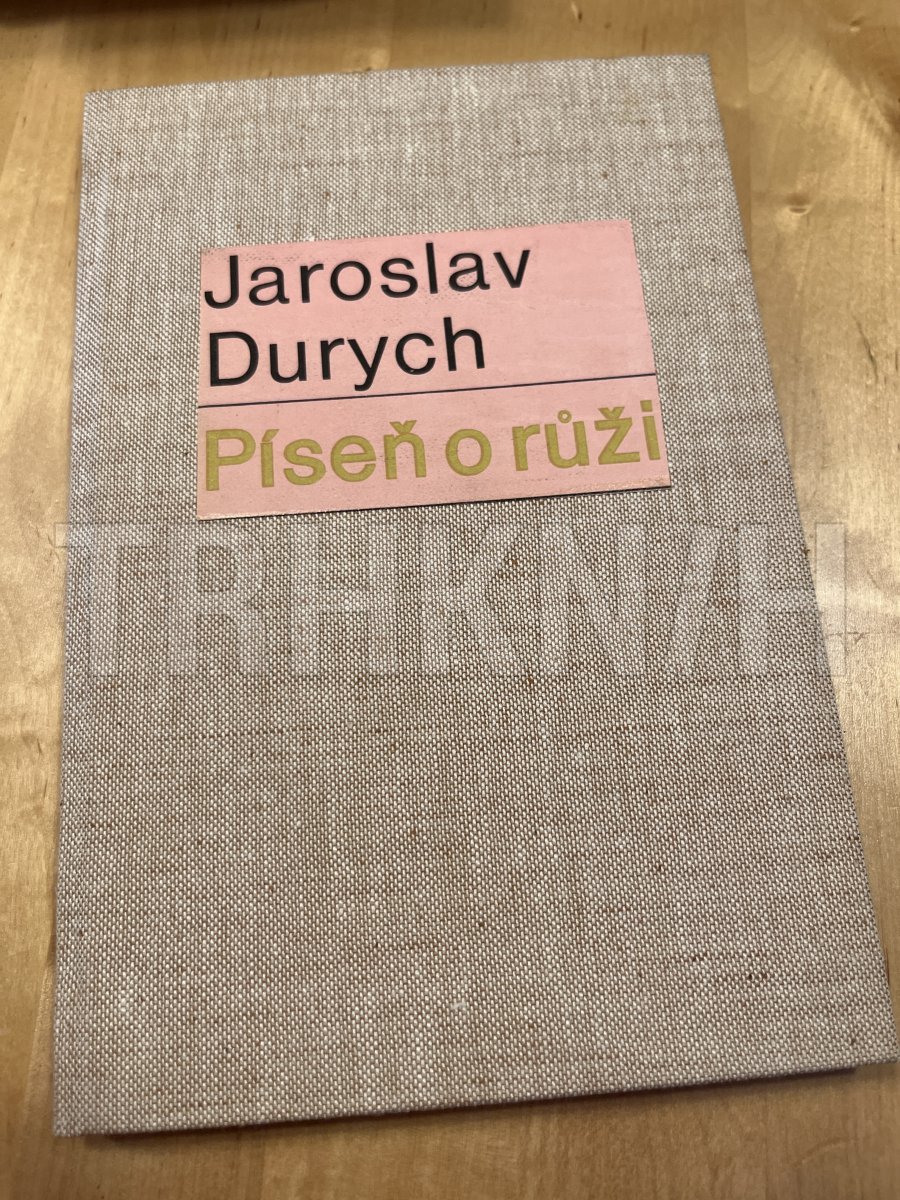 Jaroslav
Durych
Píseň o růži
TRHKNIH